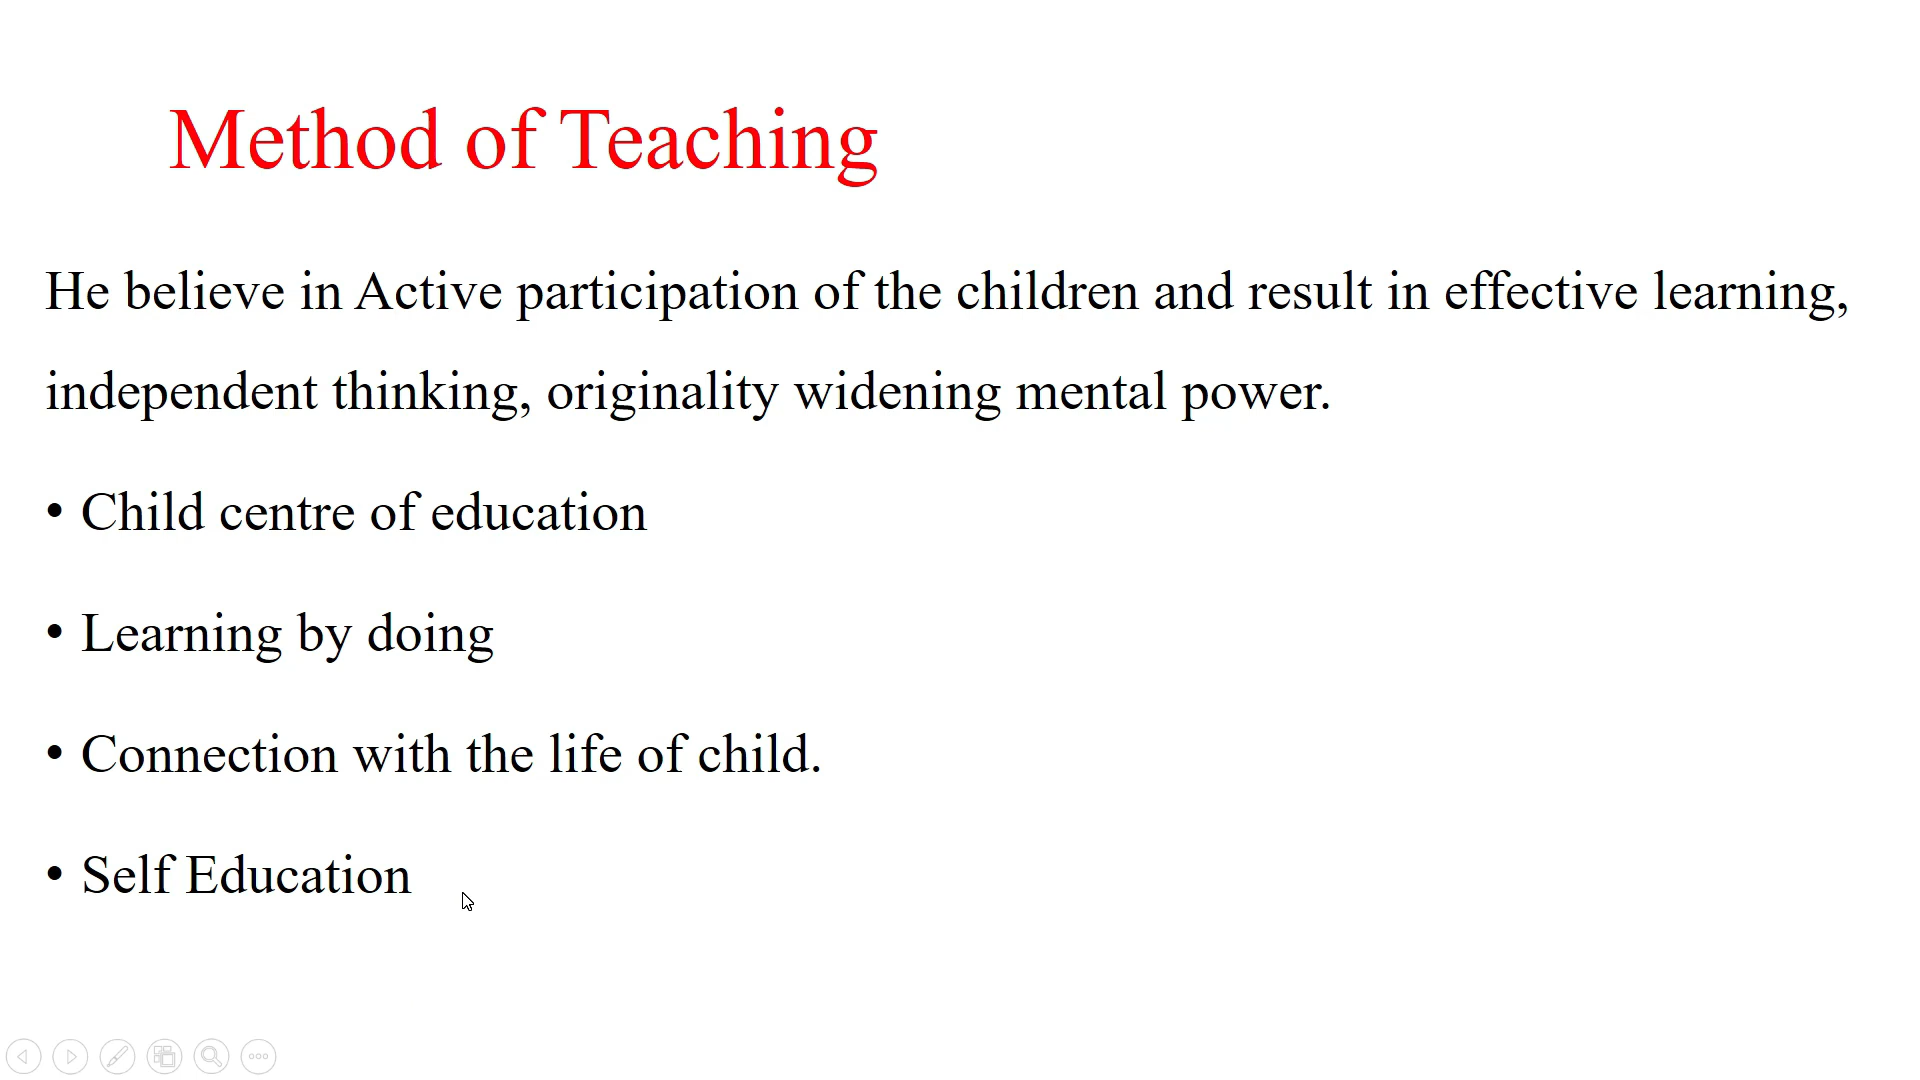 Method of Teaching
He believe in Active participation of the children and result in effective learning,
independent thinking, originality widening mental power.
• Child centre of education
• Learning by doing
• Connection with the life of child.
• Self Education